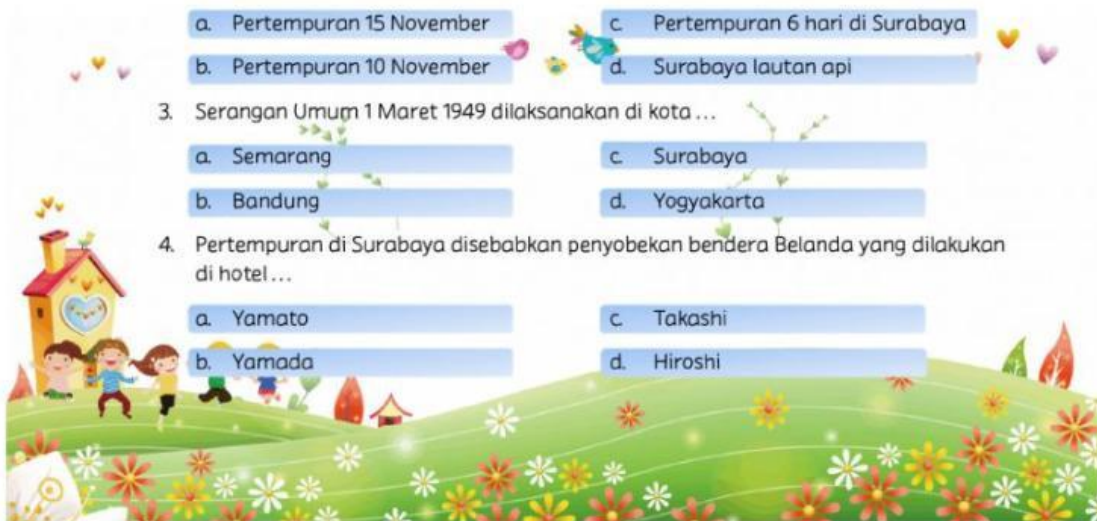 a. Pertempuran 15 November
c. Pertempuran 6 hari di Surabaya
b. Pertempuran 10 November
d. Surabaya lautan api
3. Serangan Umum 1 Maret 1949 dilaksanakan di kota ...
a. Semarang
c. Surabaya
b. Bandung
d. Yogyakarta
4. Pertempuran di Surabaya disebabkan penyobekan bendera Belanda yang dilakukan
di hotel ...
a. Yamato
c. Takashi
b. Yamada
d. Hiroshi